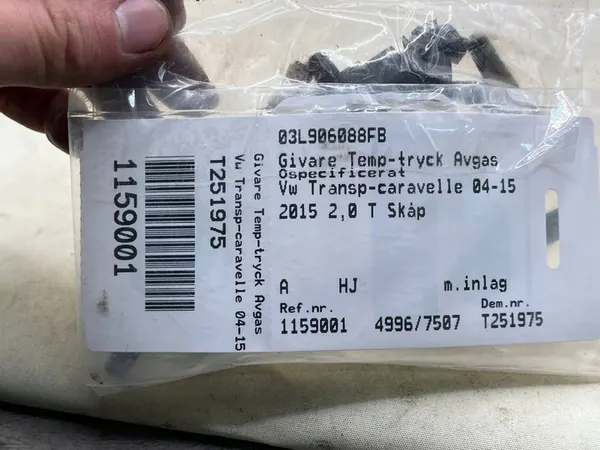 03L906088FB
Givare Temp-tryck Avgas
Ospecificerat
Vw Transp-caravelle 04-15
2015 2,0 T Skåp
A HJ m.inlag
Ref.nr. Dem.nr.
1159001 4996/7507 T251975
1159001
T251975
Givare Temp-tryck Avgas
Vw Transp-caravelle 04-15